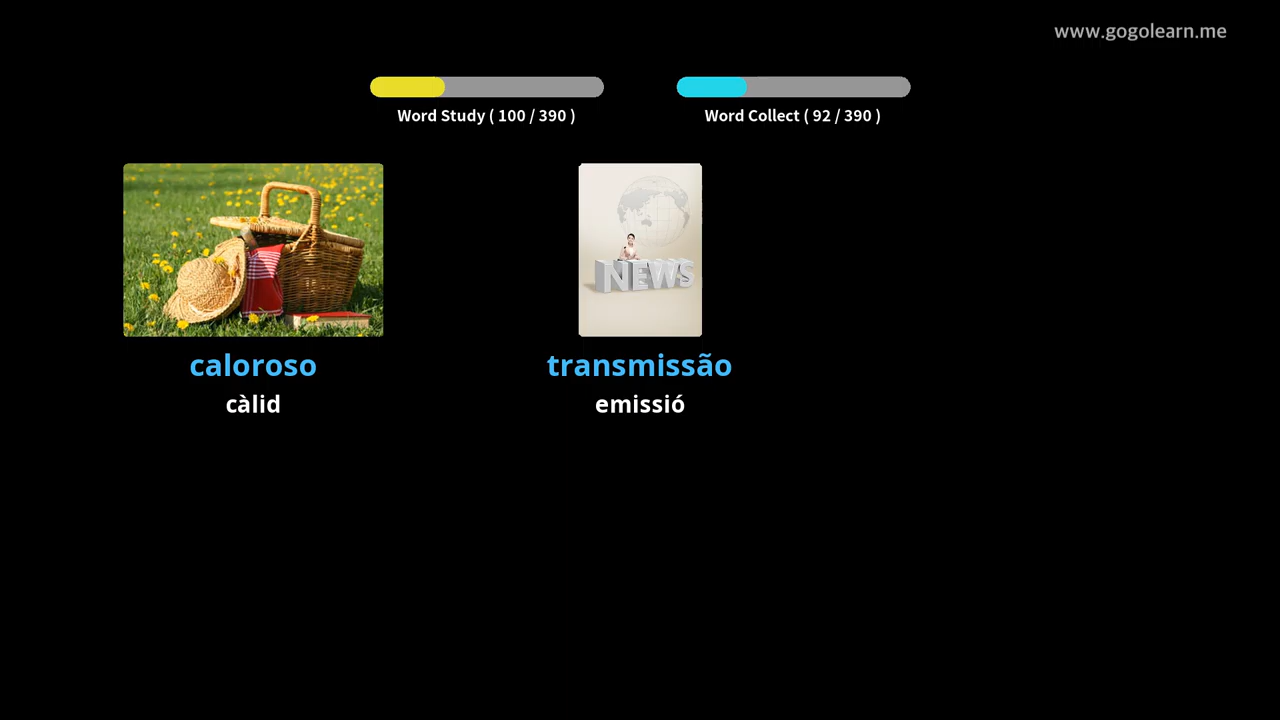 www.gogolearn.me
Word Study ( 100 / 390 )
Word Collect ( 92 / 390 )
NEWS
caloroso
càlid
transmissão
emissió